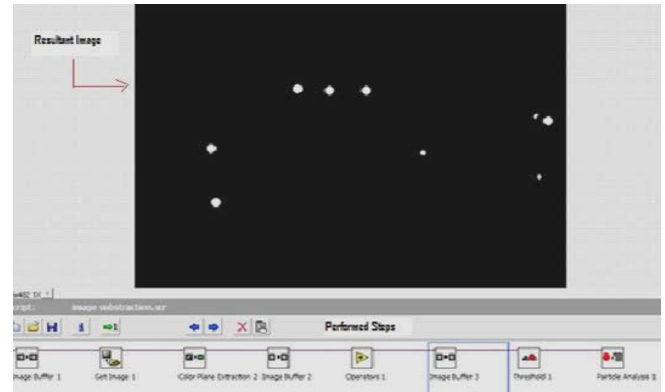 Resultant Image
image substraction.scr
Performed Steps
Image Buffer 1
Get Image 1
Color Plane Extraction 2
Image Buffer 2
Operators 1
Image Buffer 3
Threshold 1
Particle Analysis 1